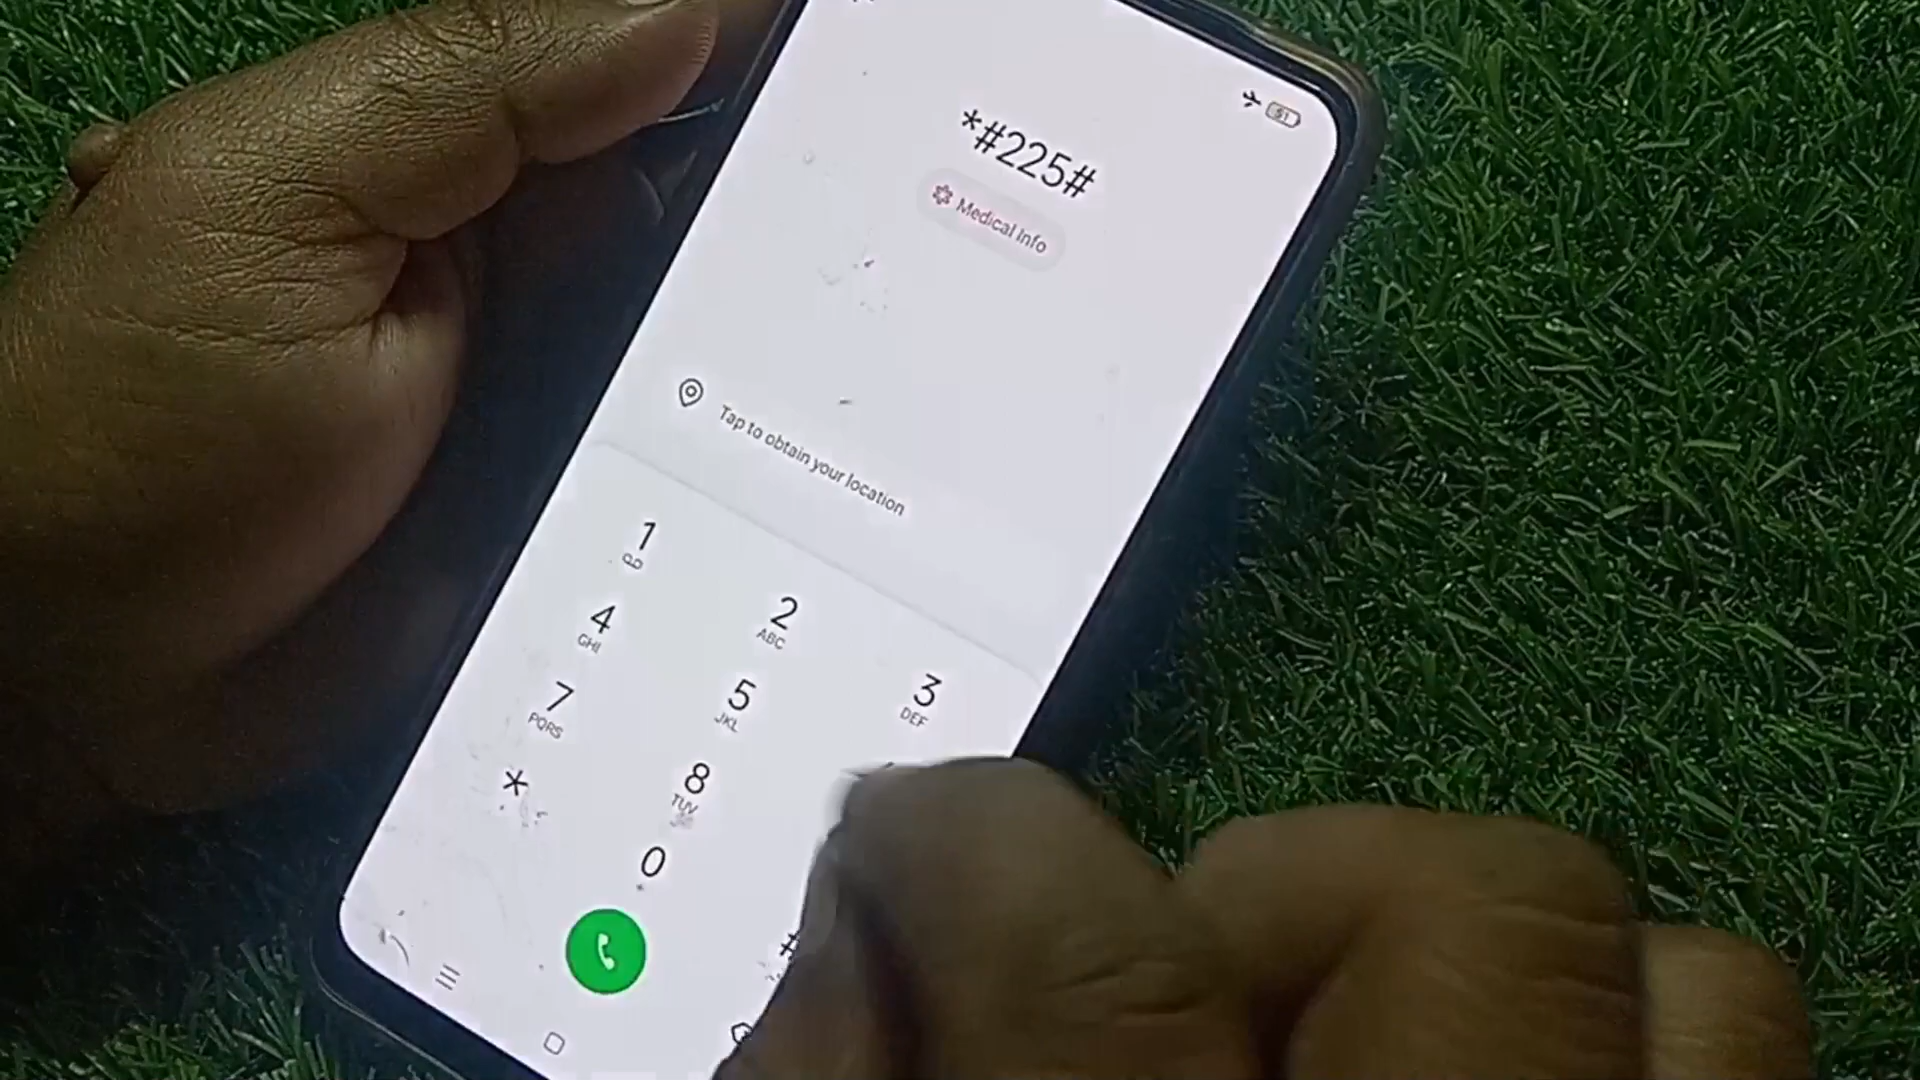 51
*#225#
Medical Info
Tap to obtain your location
1
2
ABC
3
DEF
4
GHI
5
JKL
7
PQRS
8
TUV
*
0
#